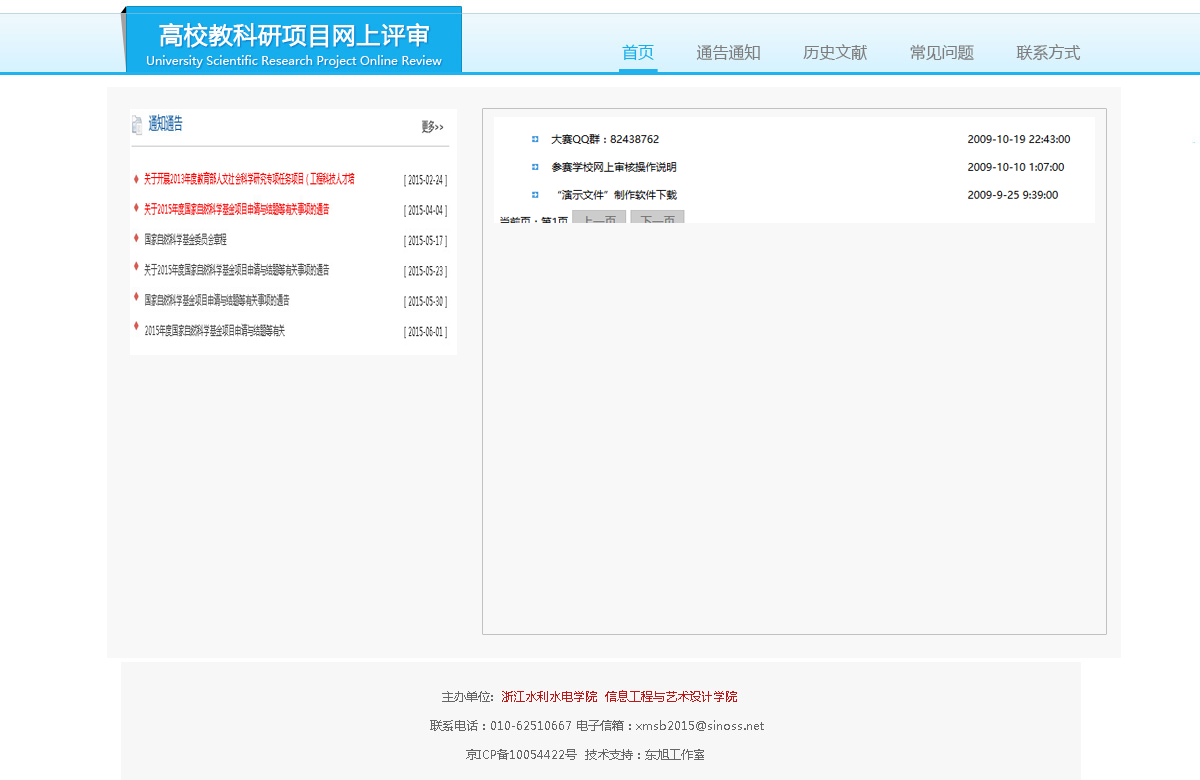 高校教科研项目网上评审
University Scientific Research Project Online Review
首页 通告通知 历史文献 常见问题 联系方式
通知通告 更多>>
关于开展2013年度教育部人文社会科学研究专项任务项目（工程科技人才培 [ 2015-02-24 ]
关于2015年度国家自然科学基金项目申请与结题等有关事项的通告 [ 2015-04-04 ]
国家自然科学基金委员会章程 [ 2015-05-17 ]
关于2015年度国家自然科学基金项目申请与结题等有关事项的通告 [ 2015-05-23 ]
国家自然科学基金项目申请与结题等有关事项的通告 [ 2015-05-30 ]
2015年度国家自然科学基金项目申请与结题等有关 [ 2015-06-01 ]
大赛QQ群：82438762 2009-10-19 22:43:00
参赛学校网上审核操作说明 2009-10-10 1:07:00
“演示文件”制作软件下载 2009-9-25 9:39:00
当前页：第1页 上一页 下一页
主办单位: 浙江水利水电学院 信息工程与艺术设计学院
联系电话：010-62510667 电子信箱：xmsb2015@sinoss.net
京ICP备10054422号 技术支持：东旭工作室